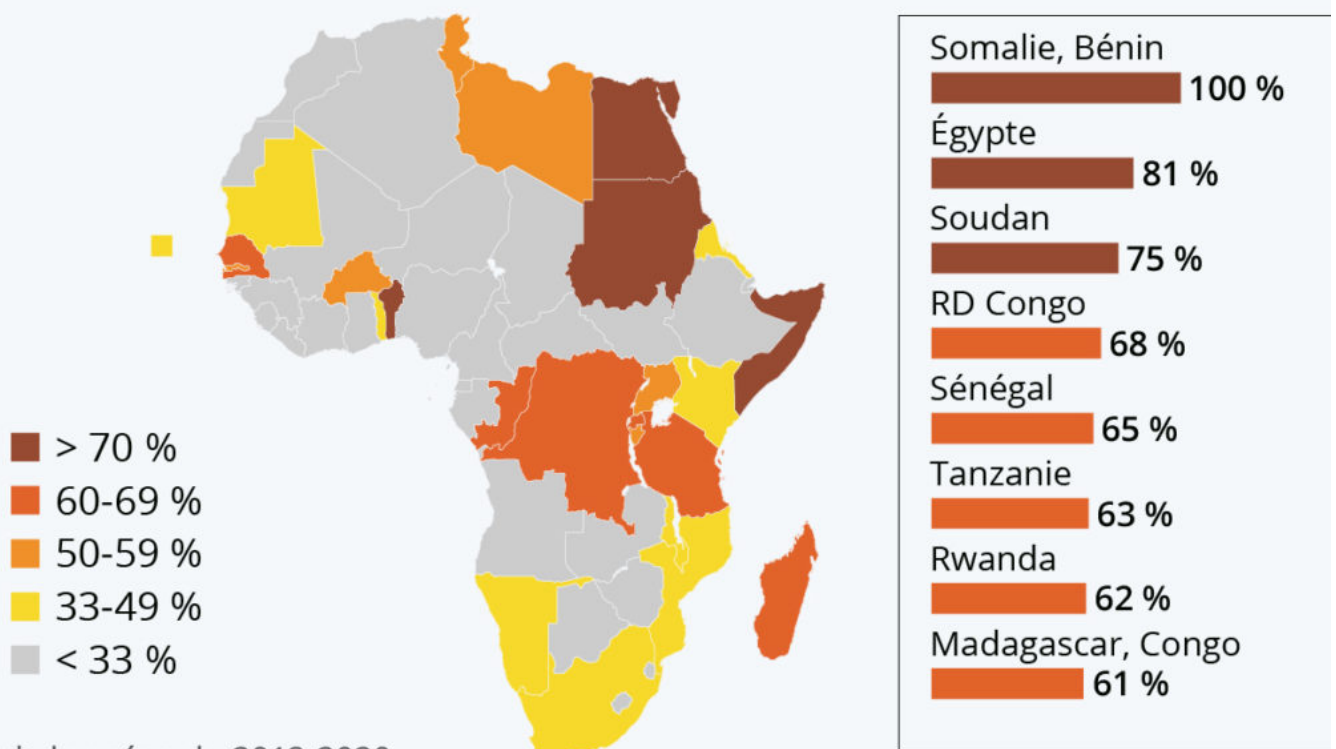 > 70 %
60-69 %
50-59 %
33-49 %
< 33 %
Somalie, Bénin
100 %
Égypte
81 %
Soudan
75 %
RD Congo
68 %
Sénégal
65 %
Tanzanie
63 %
Rwanda
62 %
Madagascar, Congo
61 %